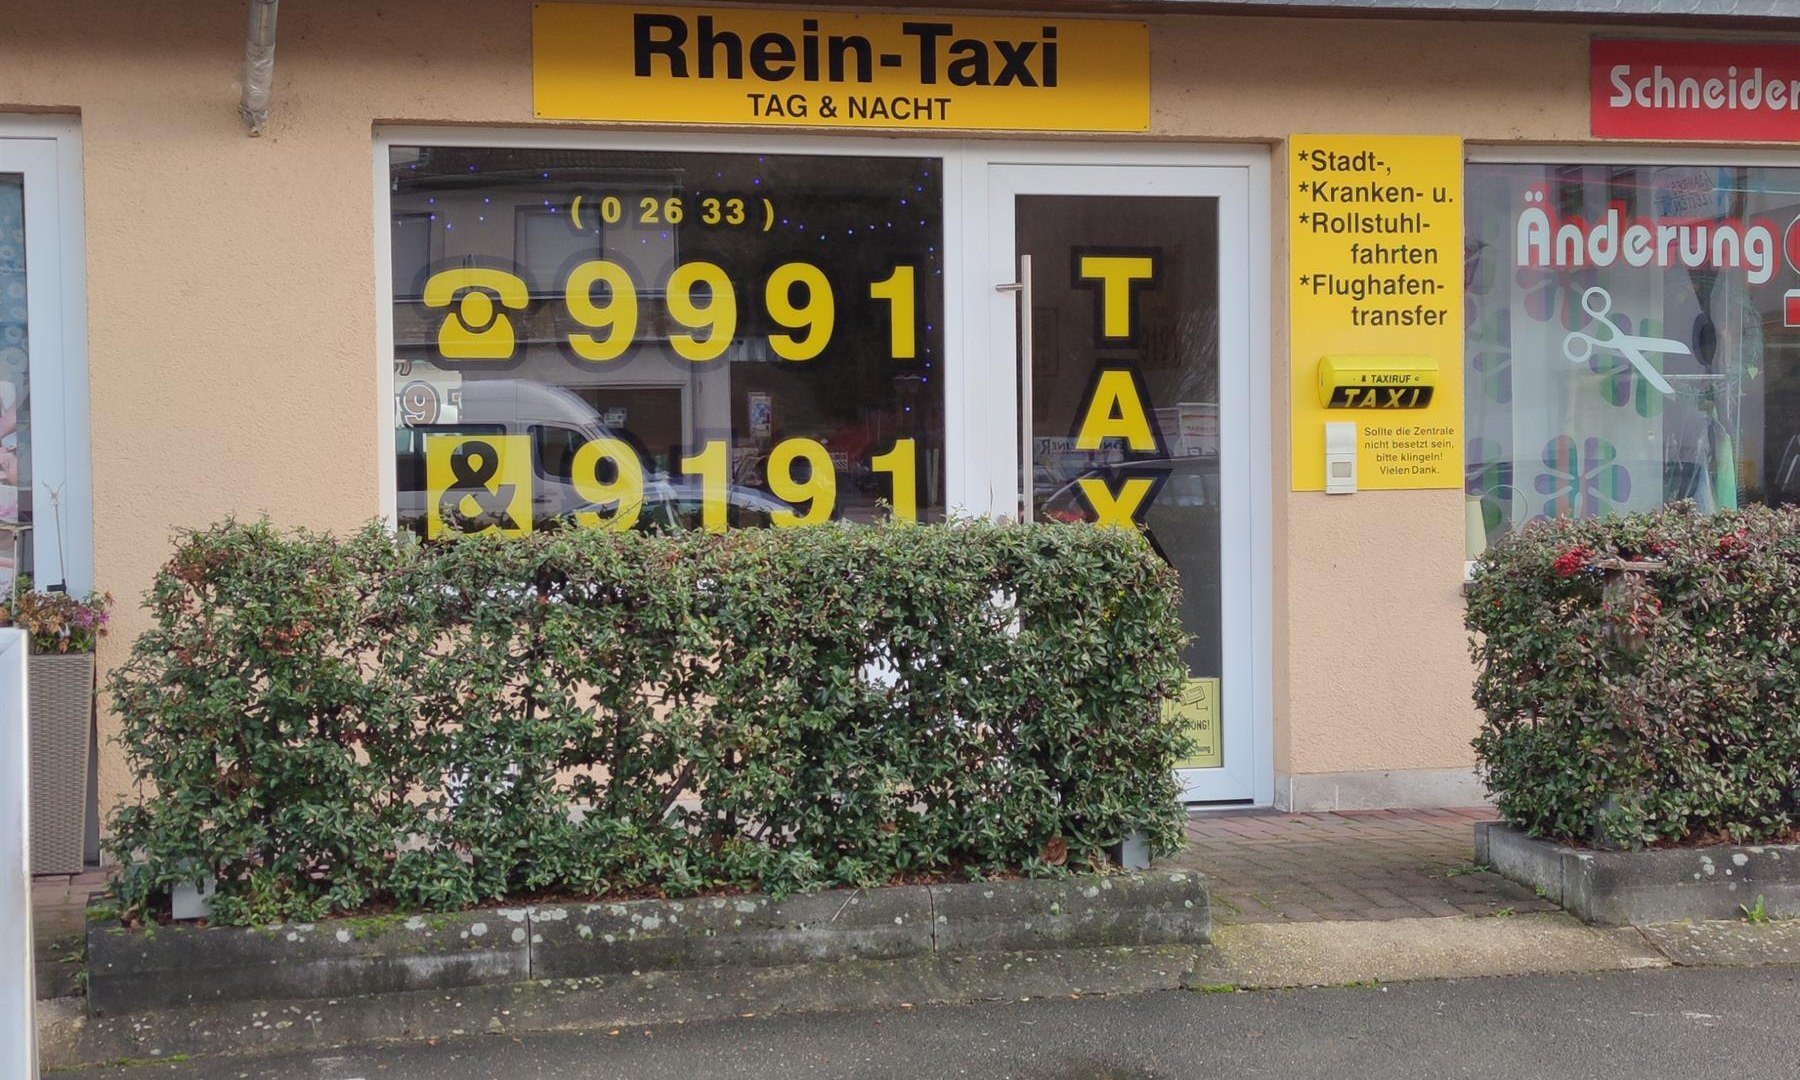 Rhein-Taxi
TAG & NACHT
( 0 26 33 )
9991
& 9191
TAX
*Stadt-,
*Kranken- u.
*Rollstuhl-
fahrten
*Flughafen-
transfer
& TAXIRUF
TAXI
Sollte die Zentrale
nicht besetzt sein,
bitte klingeln!
Vielen Dank.
Schneider
Änderung